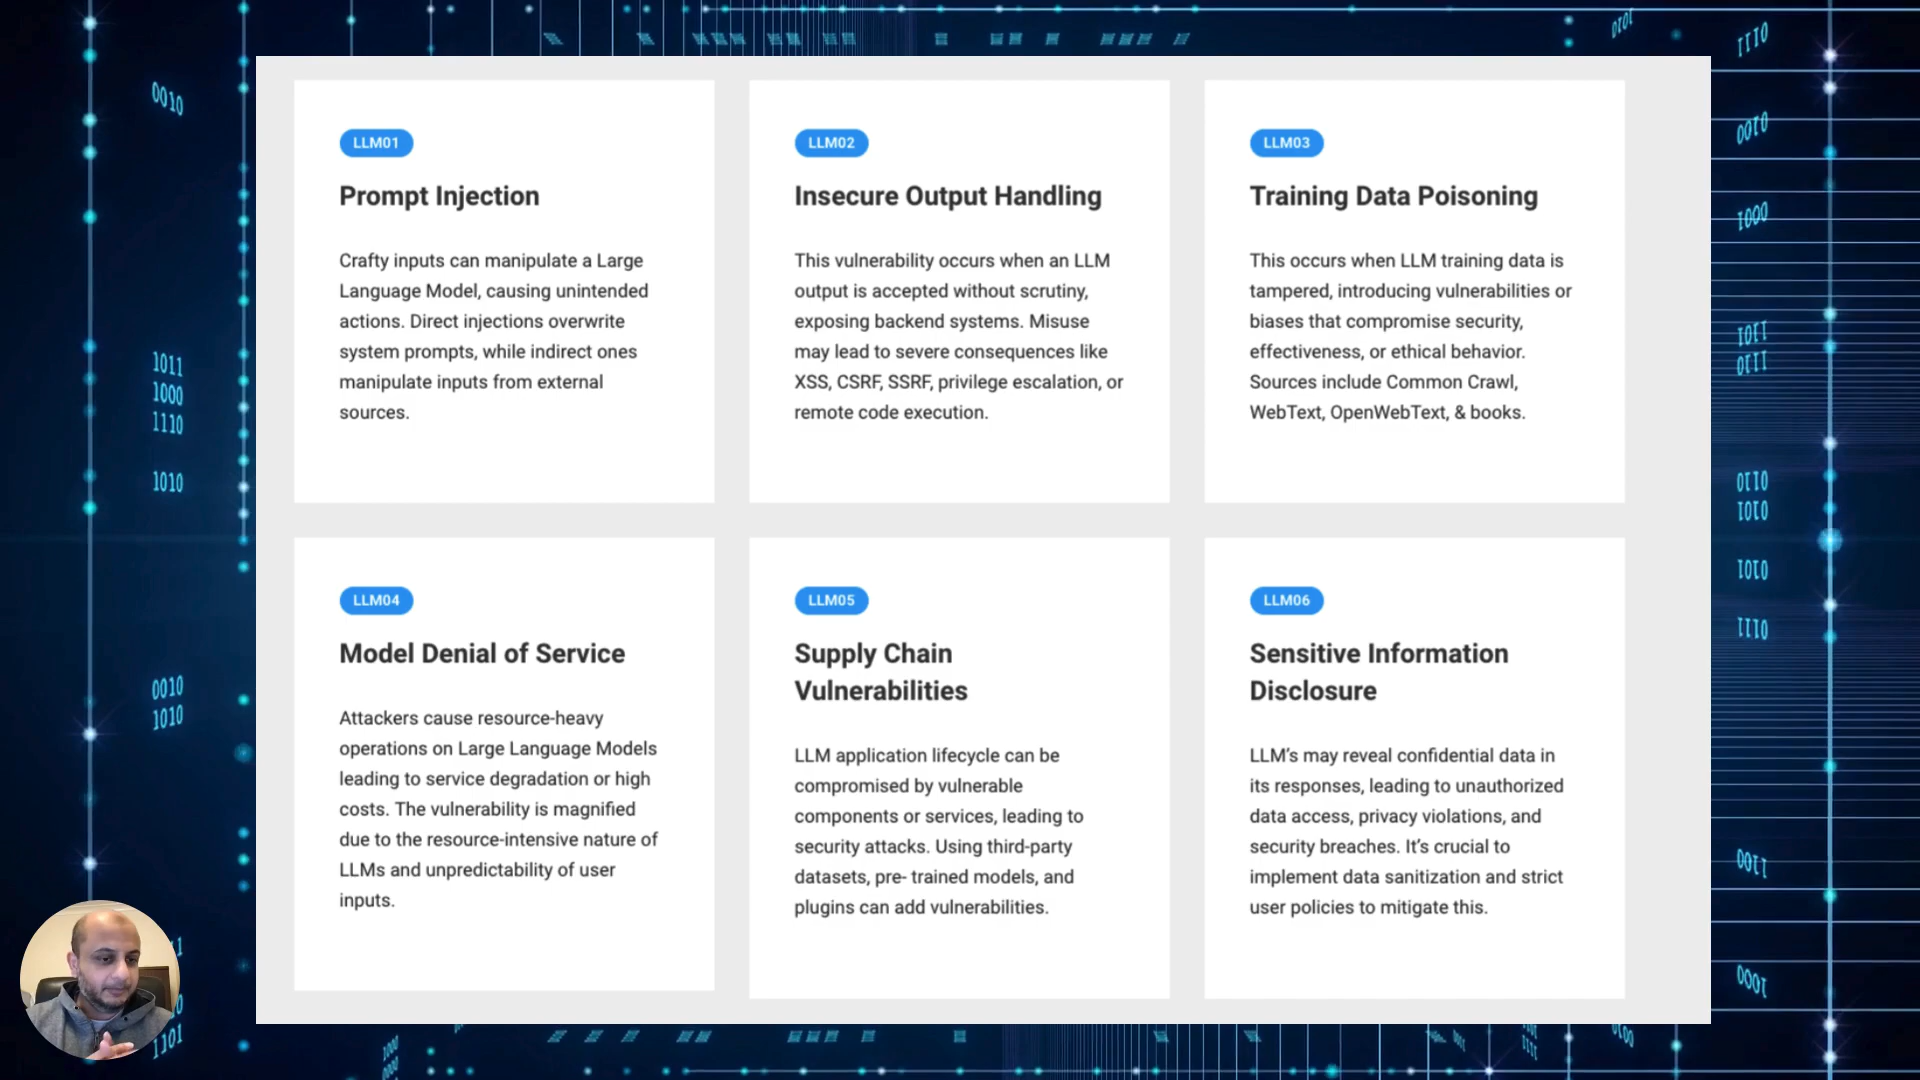 LLM01
Prompt Injection
Crafty inputs can manipulate a Large
Language Model, causing unintended
actions. Direct injections overwrite
system prompts, while indirect ones
manipulate inputs from external
sources.
LLM02
Insecure Output Handling
This vulnerability occurs when an LLM
output is accepted without scrutiny,
exposing backend systems. Misuse
may lead to severe consequences like
XSS, CSRF, SSRF, privilege escalation, or
remote code execution.
LLM03
Training Data Poisoning
This occurs when LLM training data is
tampered, introducing vulnerabilities or
biases that compromise security,
effectiveness, or ethical behavior.
Sources include Common Crawl,
WebText, OpenWebText, & books.
LLM04
Model Denial of Service
Attackers cause resource-heavy
operations on Large Language Models
leading to service degradation or high
costs. The vulnerability is magnified
due to the resource-intensive nature of
LLMs and unpredictability of user
inputs.
LLM05
Supply Chain
Vulnerabilities
LLM application lifecycle can be
compromised by vulnerable
components or services, leading to
security attacks. Using third-party
datasets, pre- trained models, and
plugins can add vulnerabilities.
LLM06
Sensitive Information
Disclosure
LLM’s may reveal confidential data in
its responses, leading to unauthorized
data access, privacy violations, and
security breaches. It’s crucial to
implement data sanitization and strict
user policies to mitigate this.
0010
1011
1000
1110
1010
0010
1010